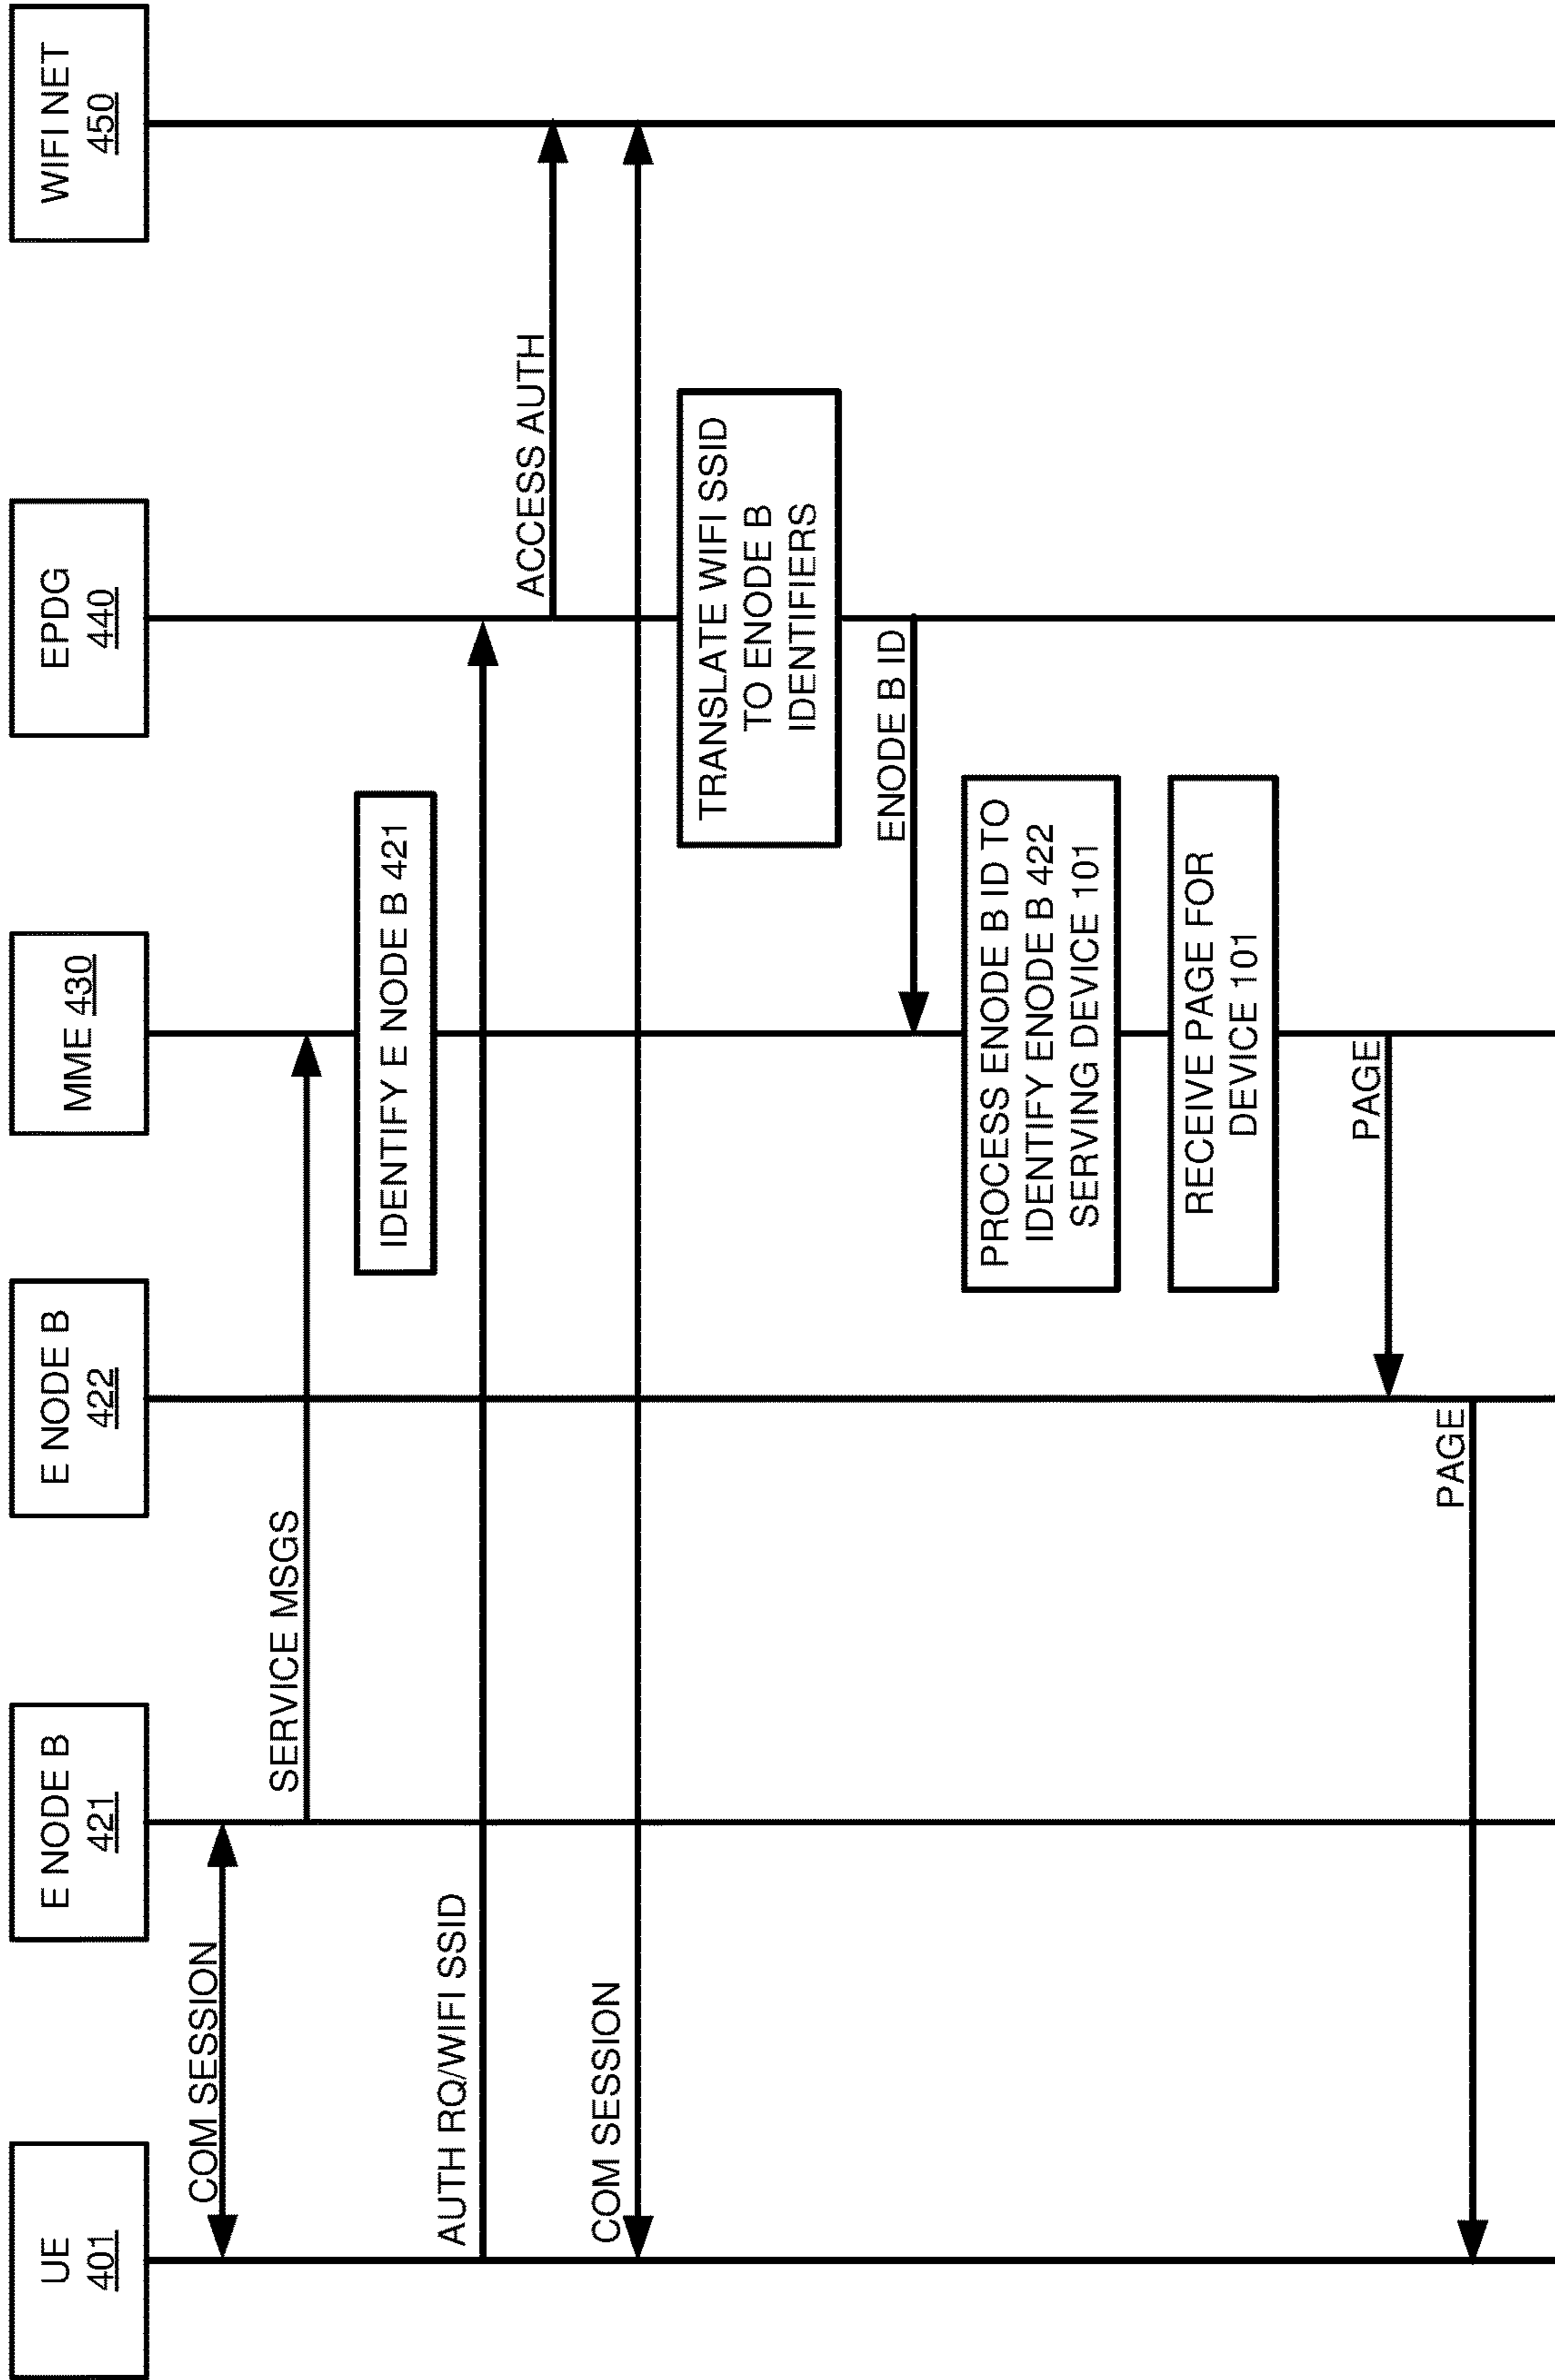 UE
401
E NODE B
421
E NODE B
422
MME 430
EPDG
440
WIFI NET
450
COM SESSION
SERVICE MSGS
IDENTIFY E NODE B 421
AUTH RQ/WIFI SSID
ACCESS AUTH
COM SESSION
TRANSLATE WIFI SSID
TO ENODE B
IDENTIFIERS
ENODE B ID
PROCESS ENODE B ID TO
IDENTIFY ENODE B 422
SERVING DEVICE 101
RECEIVE PAGE FOR
DEVICE 101
PAGE
PAGE